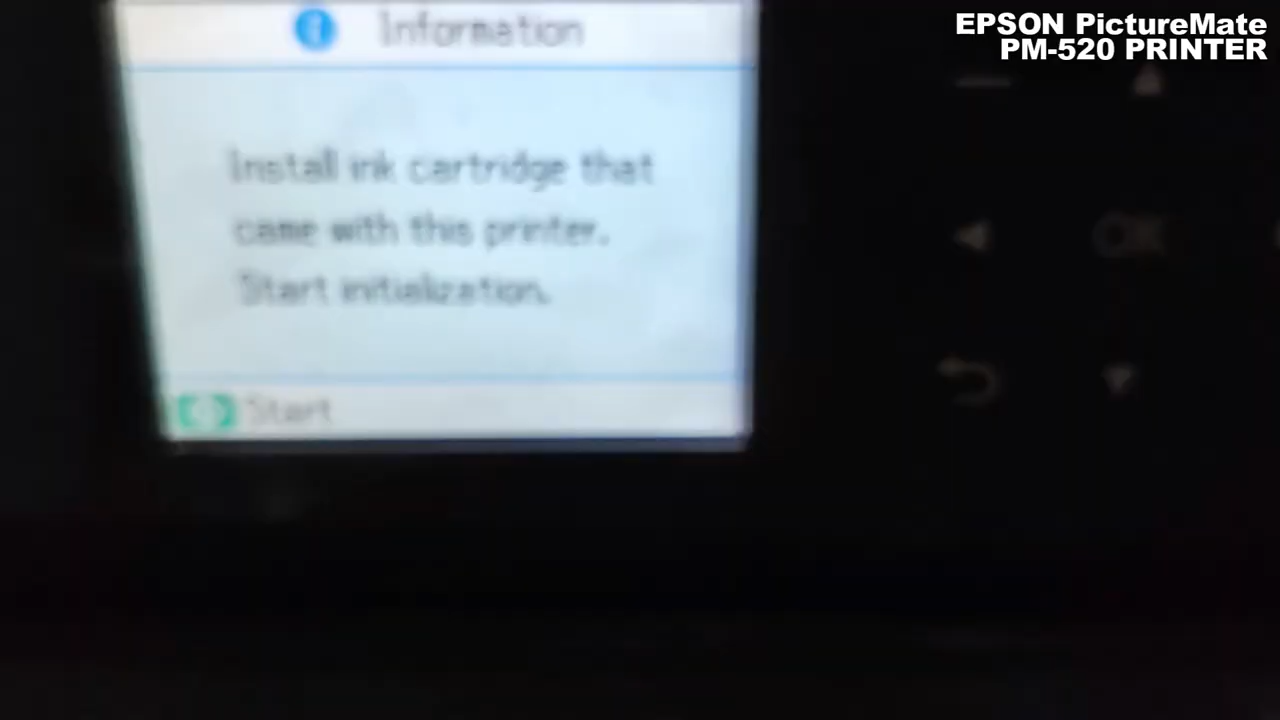 EPSON PictureMate
PM-520 PRINTER
Information
Install ink cartridge that
came with this printer.
Start initialization.
Start
OK